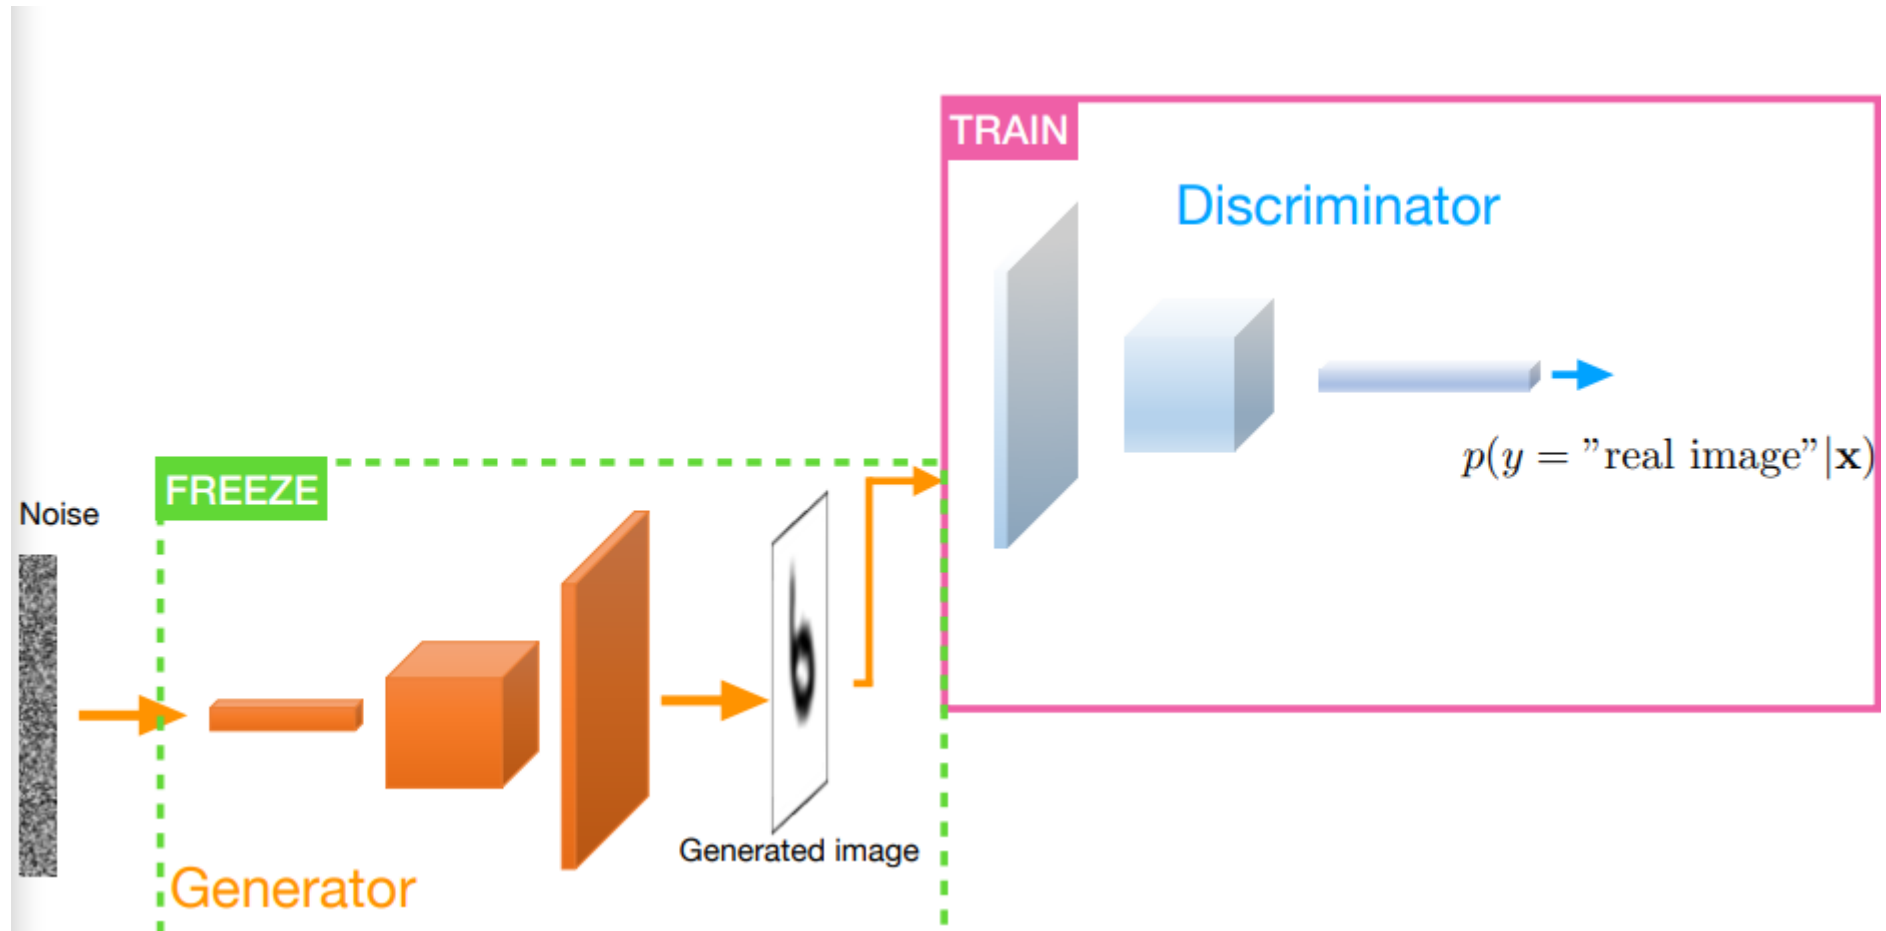 TRAIN
Discriminator
p(y = ”real image”|x)
FREEZE
Noise
Generated image
Generator